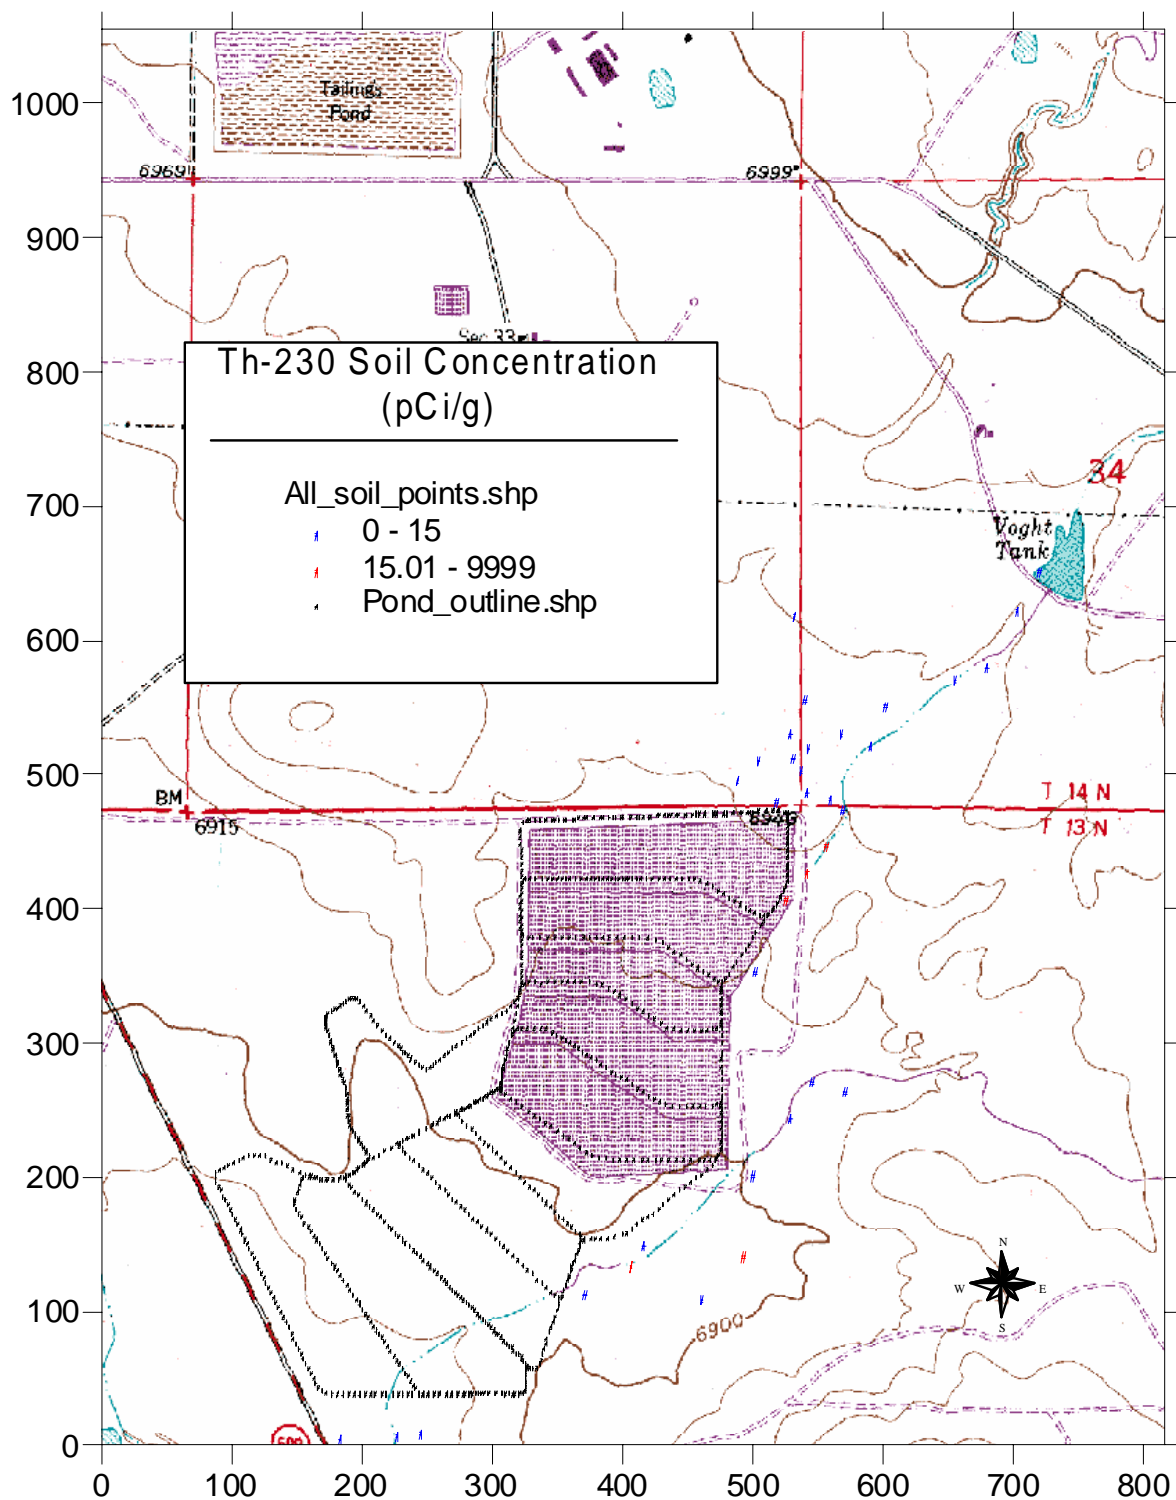 1000
900
800
700
600
500
400
300
200
100
0
0 100 200 300 400 500 600 700 800
Tailings
Pond
6969
6999
Sec 33
Th-230 Soil Concentration
(pCi/g)
All_soil_points.shp
# 0 - 15
# 15.01 - 9999
Pond_outline.shp
34
Voght
Tank
BM
6915
T 14 N
T 13 N
6900
N
W E
S